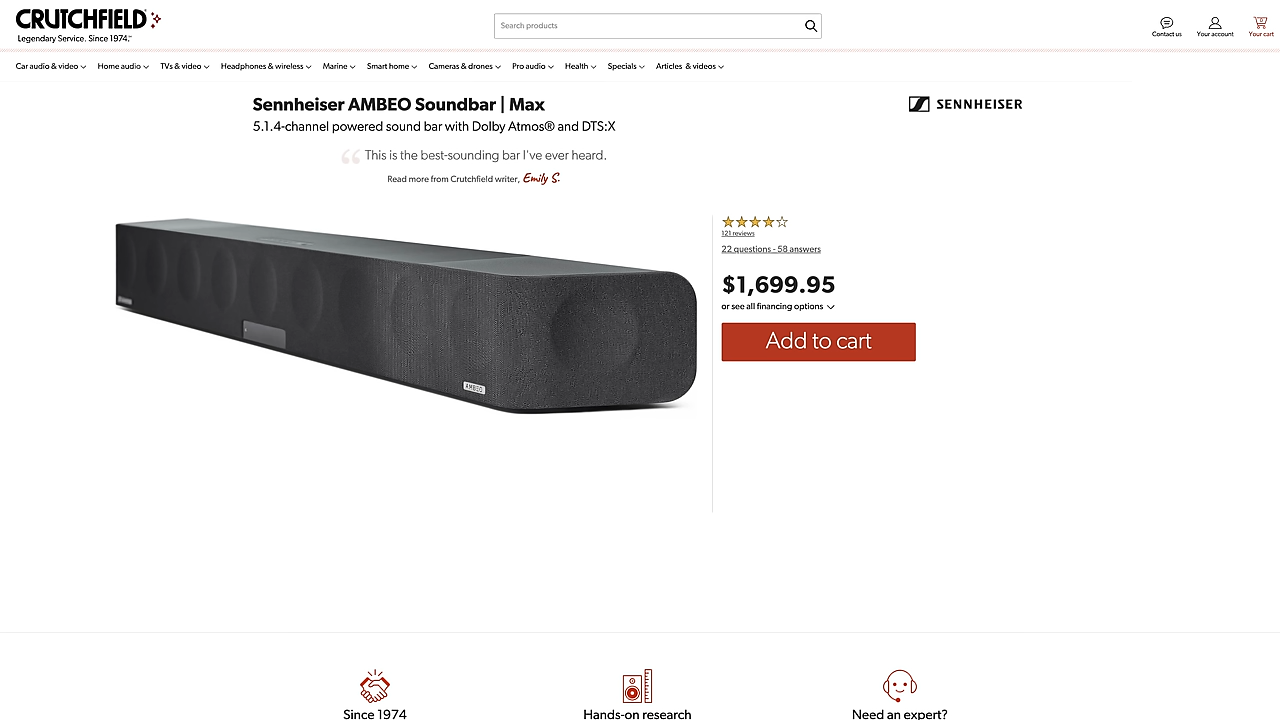 CRUTCHFIELD
Legendary Service. Since 1974.™
Search products
Contact us
Your account
0
Your cart
Car audio & video
Home audio
TVs & video
Headphones & wireless
Marine
Smart home
Cameras & drones
Pro audio
Health
Specials
Articles & videos
Sennheiser AMBEO Soundbar | Max
SENNHEISER
5.1.4-channel powered sound bar with Dolby Atmos® and DTS:X
“ This is the best-sounding bar I've ever heard.
Read more from Crutchfield writer, Emily S.
121 reviews
22 questions - 58 answers
$1,699.95
or see all financing options
Add to cart
AMBEO
Since 1974
Hands-on research
Need an expert?